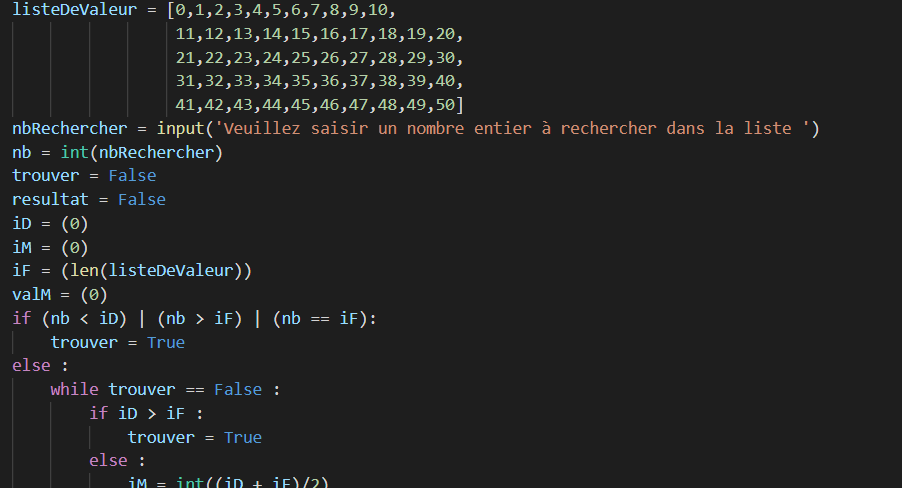 listeDeValeur = [0,1,2,3,4,5,6,7,8,9,10,
11,12,13,14,15,16,17,18,19,20,
21,22,23,24,25,26,27,28,29,30,
31,32,33,34,35,36,37,38,39,40,
41,42,43,44,45,46,47,48,49,50]
nbRechercher = input('Veuillez saisir un nombre entier à rechercher dans la liste ')
nb = int(nbRechercher)
trouver = False
resultat = False
iD = (0)
iM = (0)
iF = (len(listeDeValeur))
valM = (0)
if (nb < iD) | (nb > iF) | (nb == iF):
trouver = True
else :
while trouver == False :
if iD > iF :
trouver = True
else :
iM = int((iD + iF)/2)